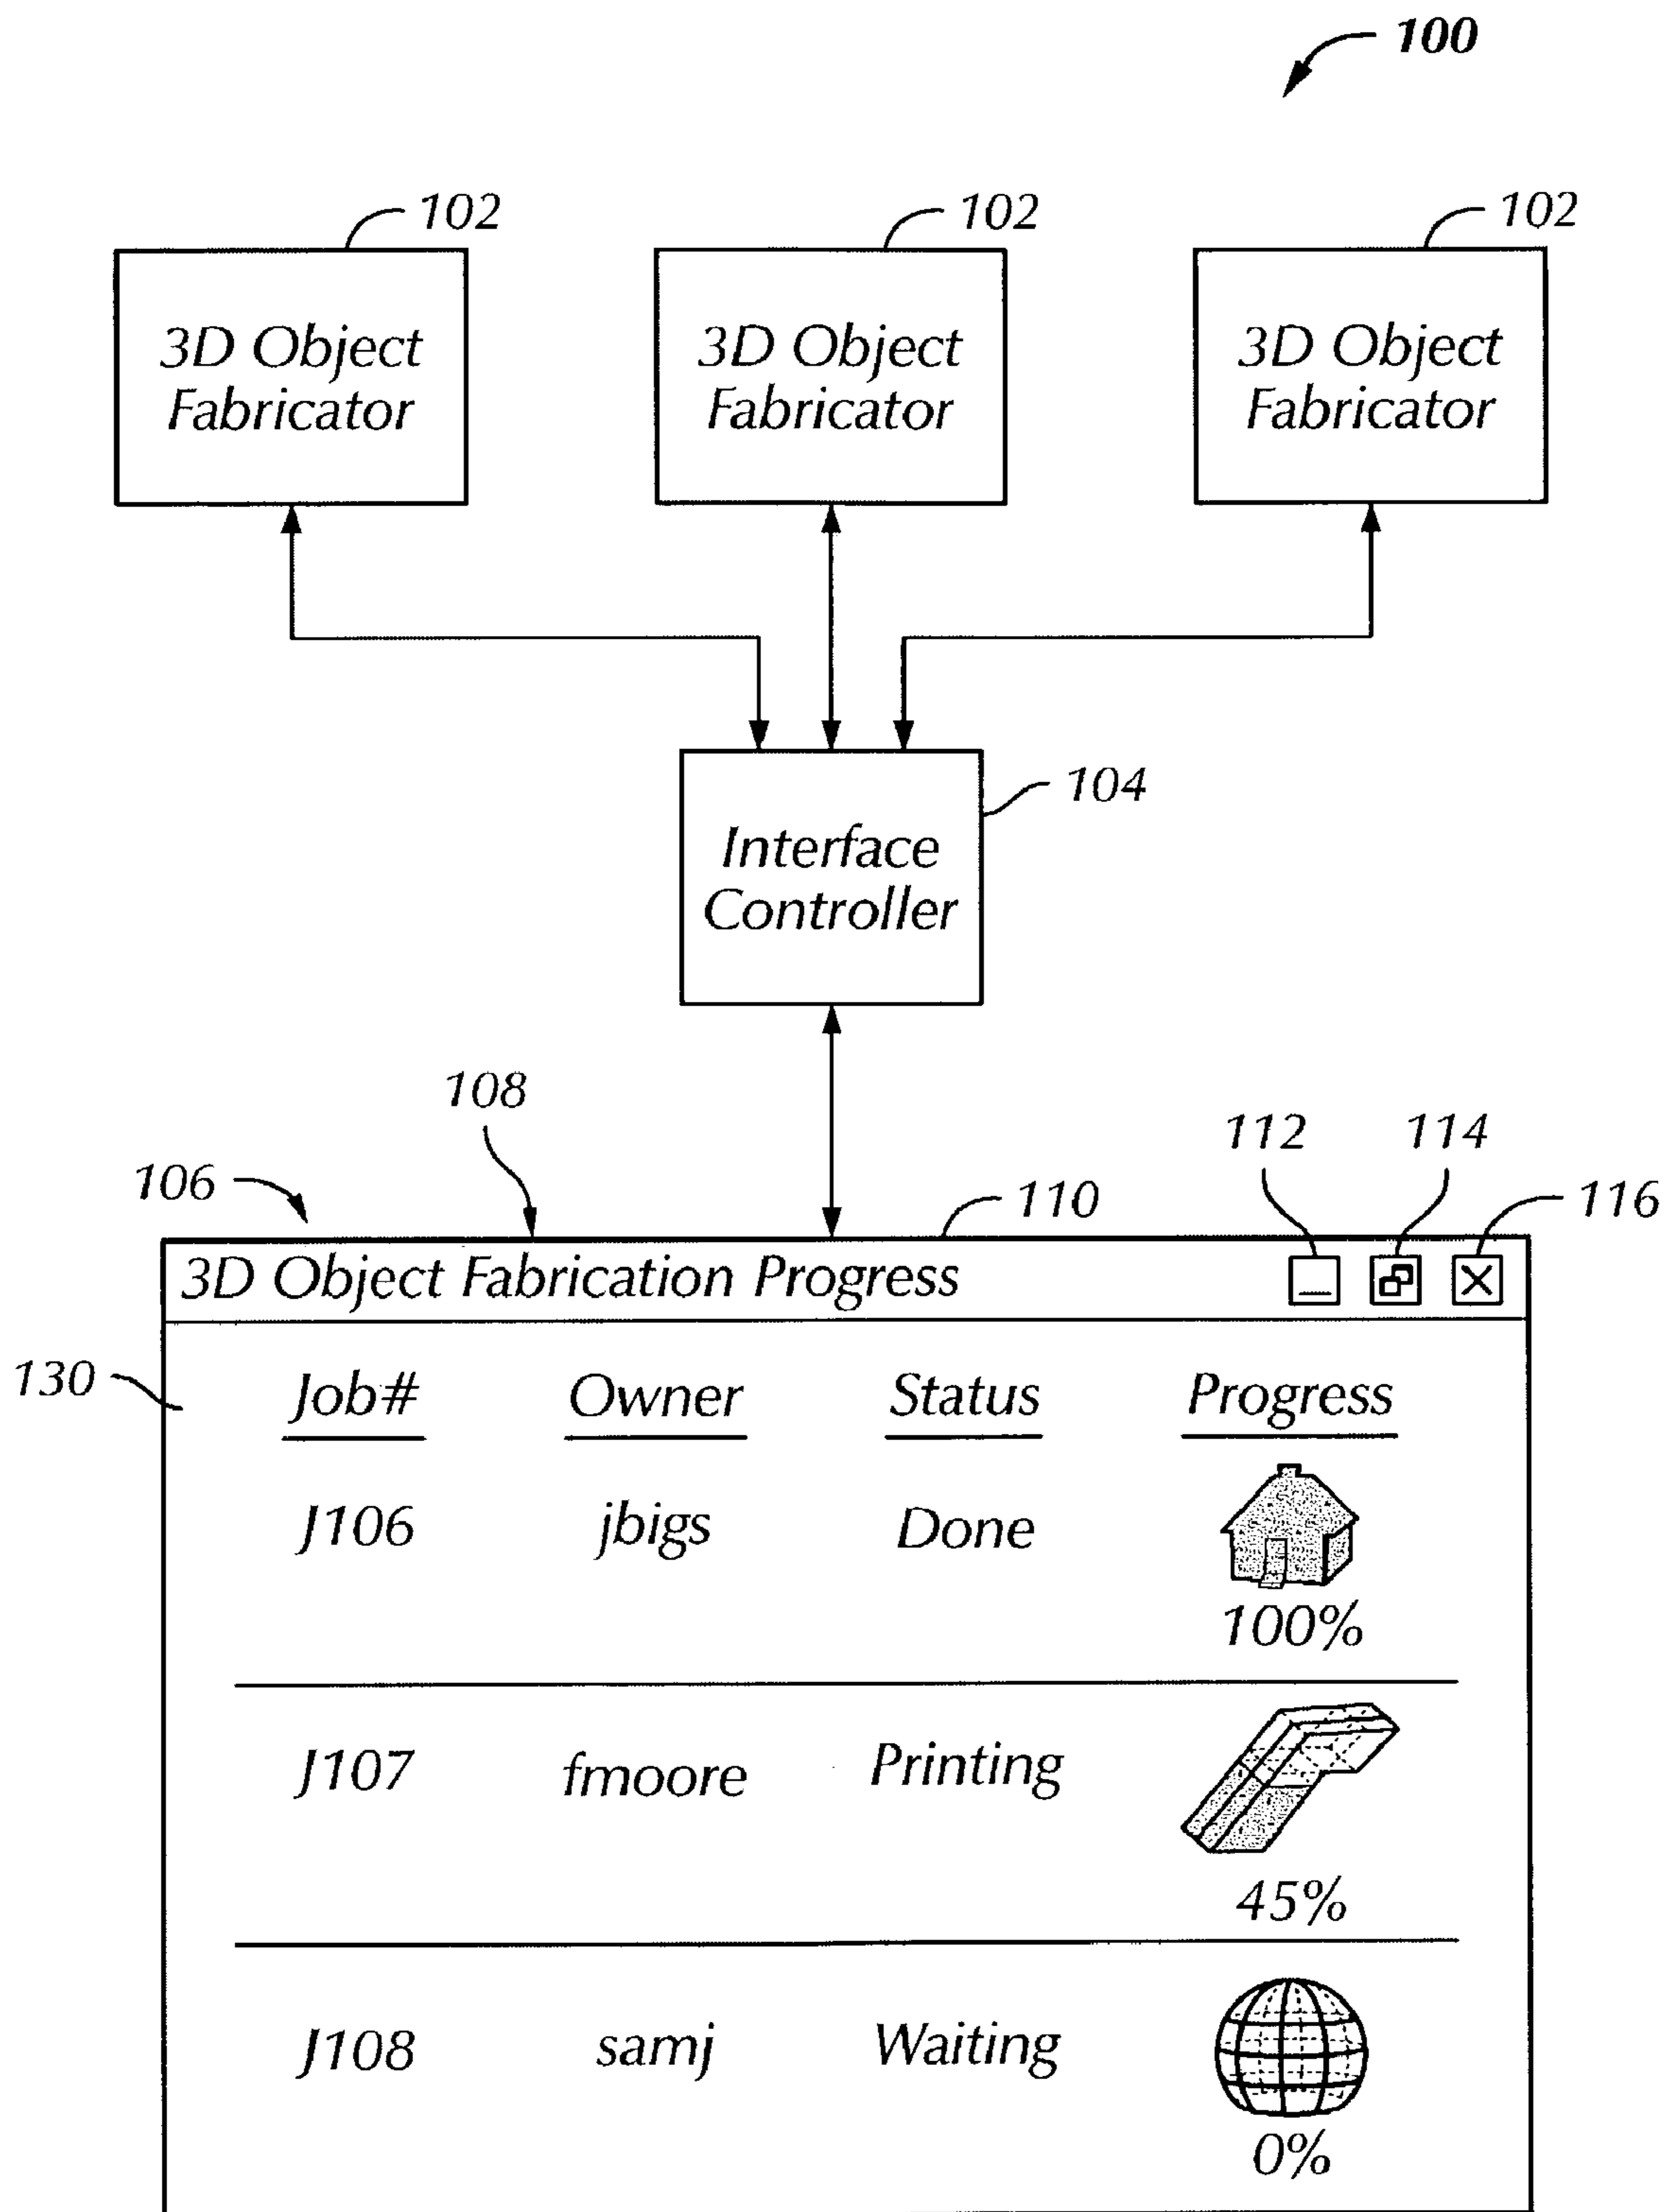 100
102
102
102
3D Object
Fabricator
3D Object
Fabricator
3D Object
Fabricator
104
Interface
Controller
108
112
114
106
110
116
3D Object Fabrication Progress
130
Job# Owner Status Progress
J106 jbigs Done
100%
J107 fmoore Printing
45%
J108 samj Waiting
0%